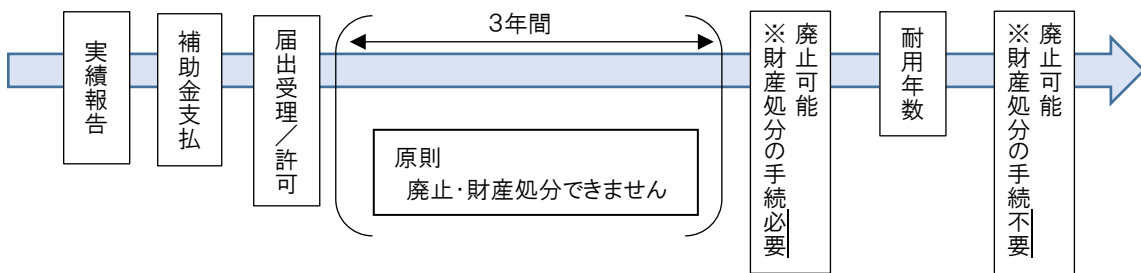 実績報告
補助金支払
届出受理／許可
3年間
原則
廃止・財産処分できません
廃止可能
※財産処分の手続必要
耐用年数
廃止可能
※財産処分の手続不要